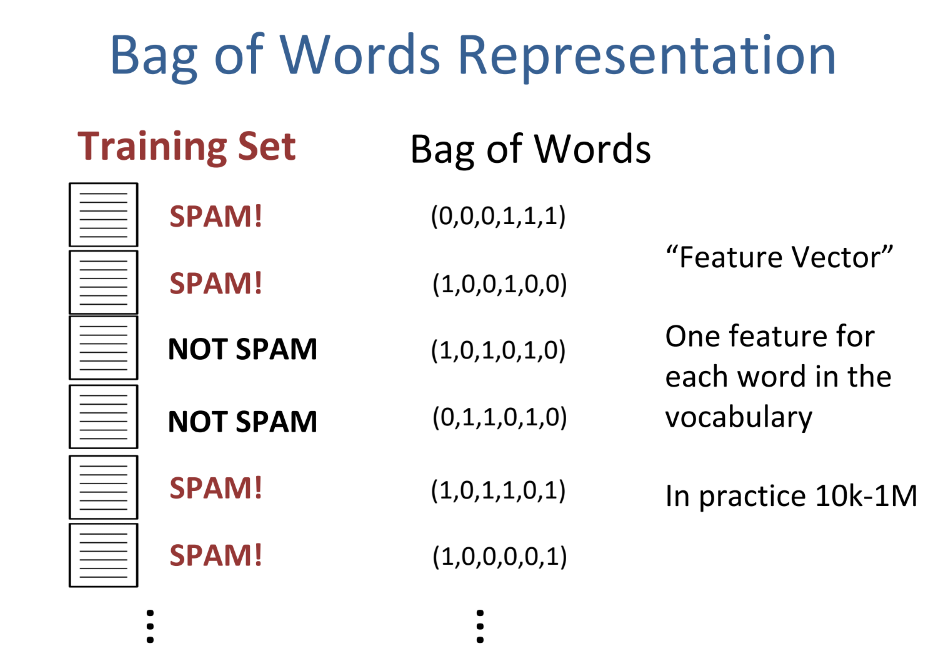 Bag of Words Representation
Training Set
Bag of Words
SPAM!
(0,0,0,1,1,1)
SPAM!
(1,0,0,1,0,0)
NOT SPAM
(1,0,1,0,1,0)
NOT SPAM
(0,1,1,0,1,0)
SPAM!
(1,0,1,1,0,1)
SPAM!
(1,0,0,0,0,1)
“Feature Vector”
One feature for
each word in the
vocabulary
In practice 10k-1M